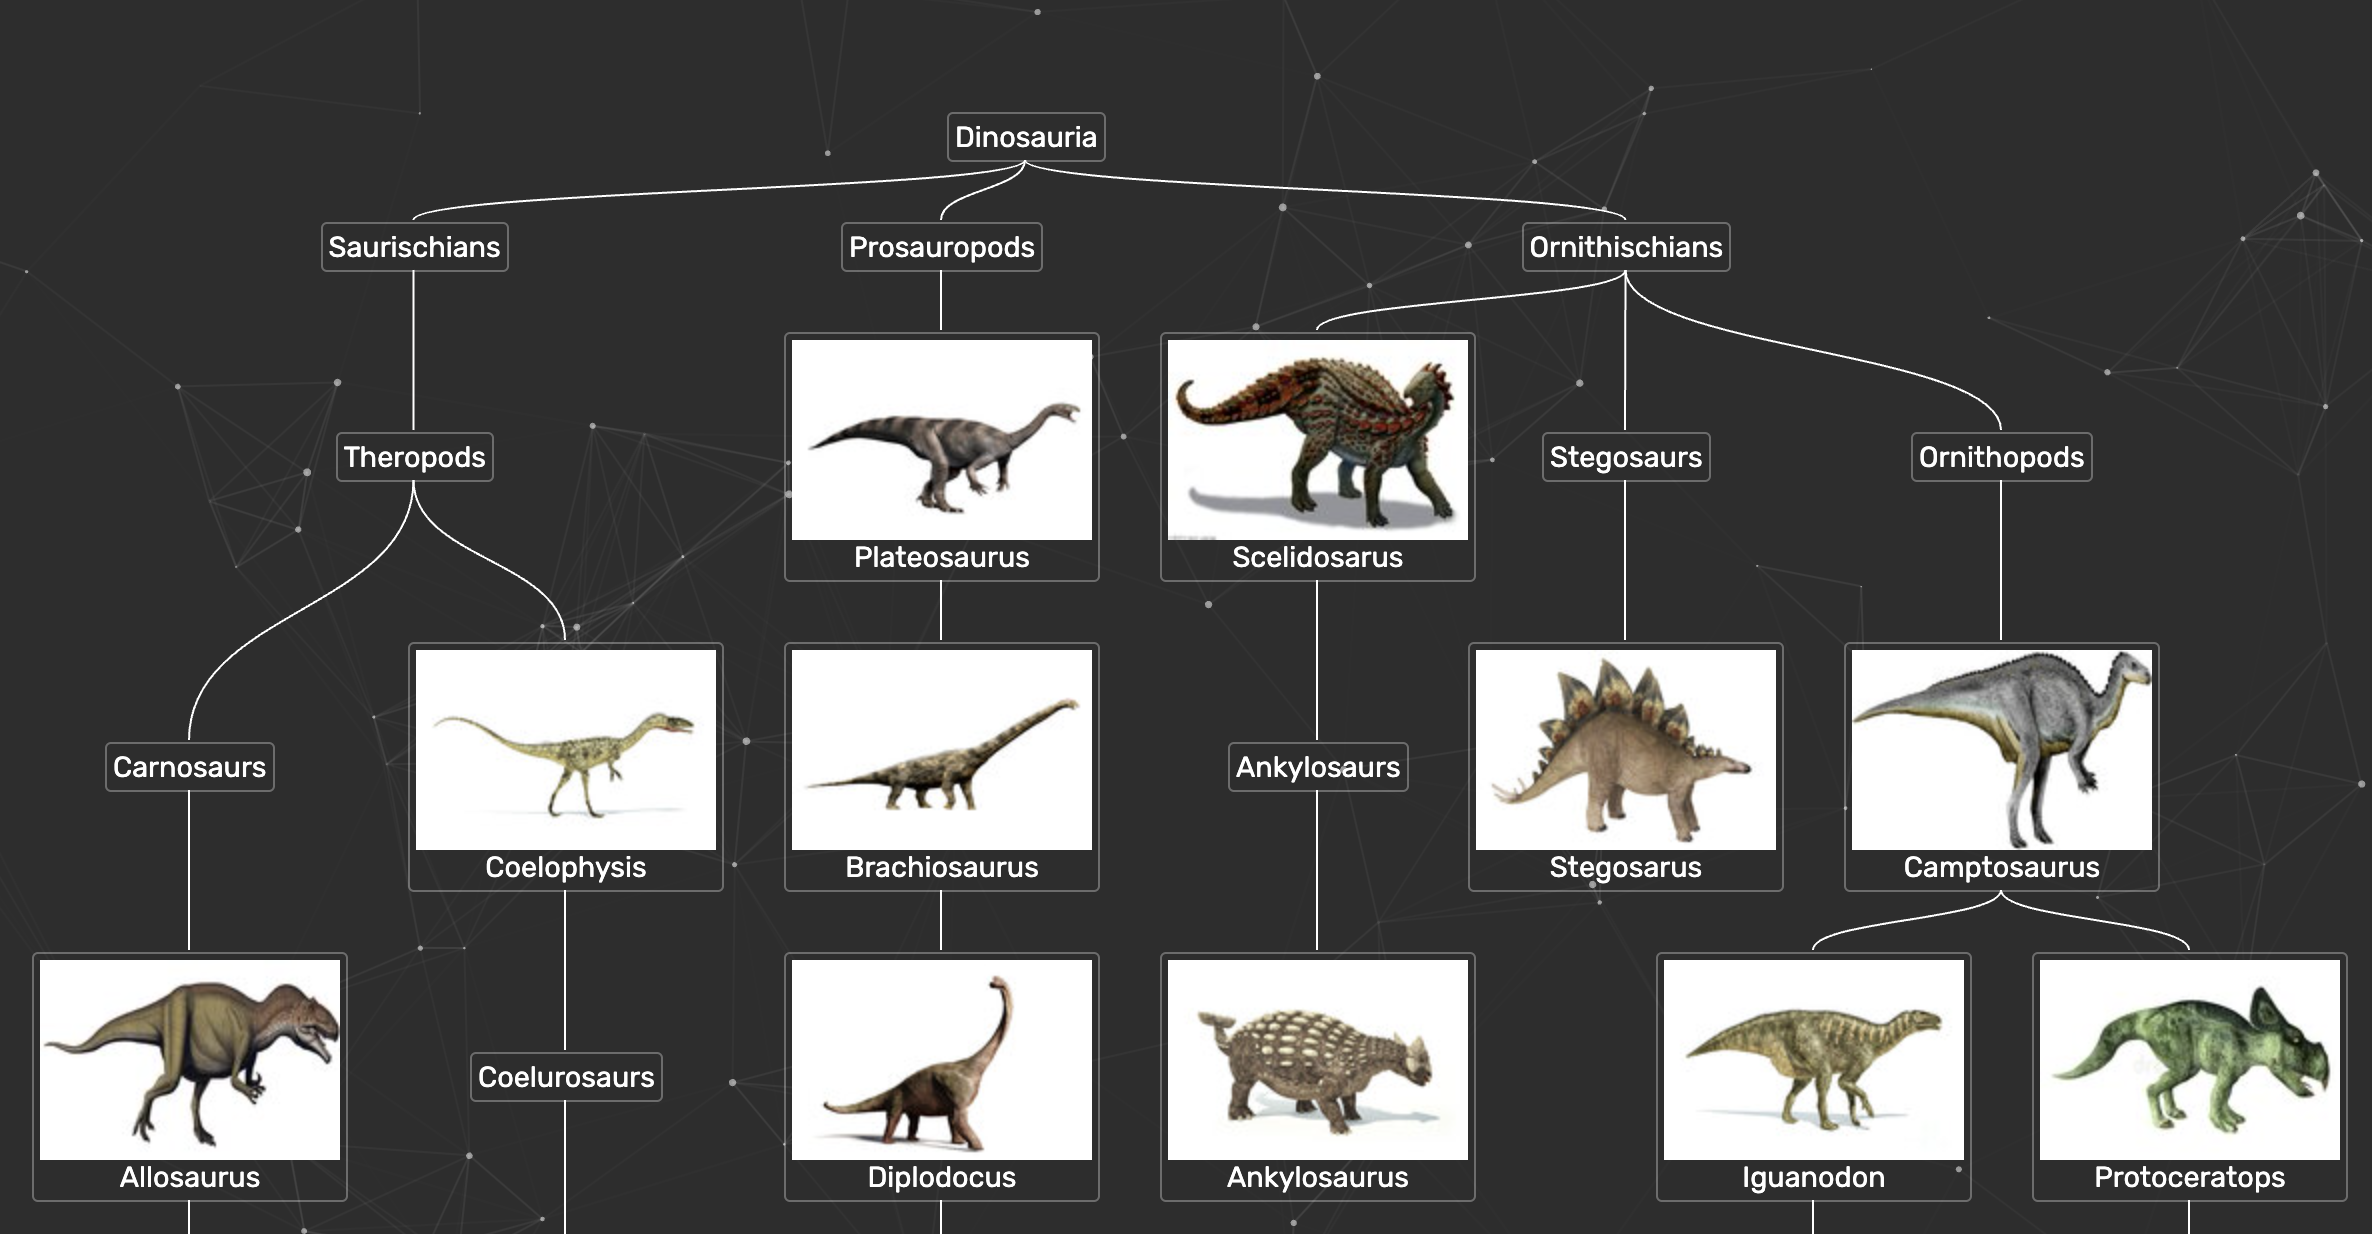 Dinosauria
Saurischians
Prosauropods
Ornithischians
Theropods
Stegosaurs
Ornithopods
Plateosaurus
Scelidosarus
Carnosaurs
Ankylosaurs
Coelophysis
Brachiosaurus
Stegosarus
Camptosaurus
Coelurosaurs
Allosaurus
Diplodocus
Ankylosaurus
Iguanodon
Protoceratops